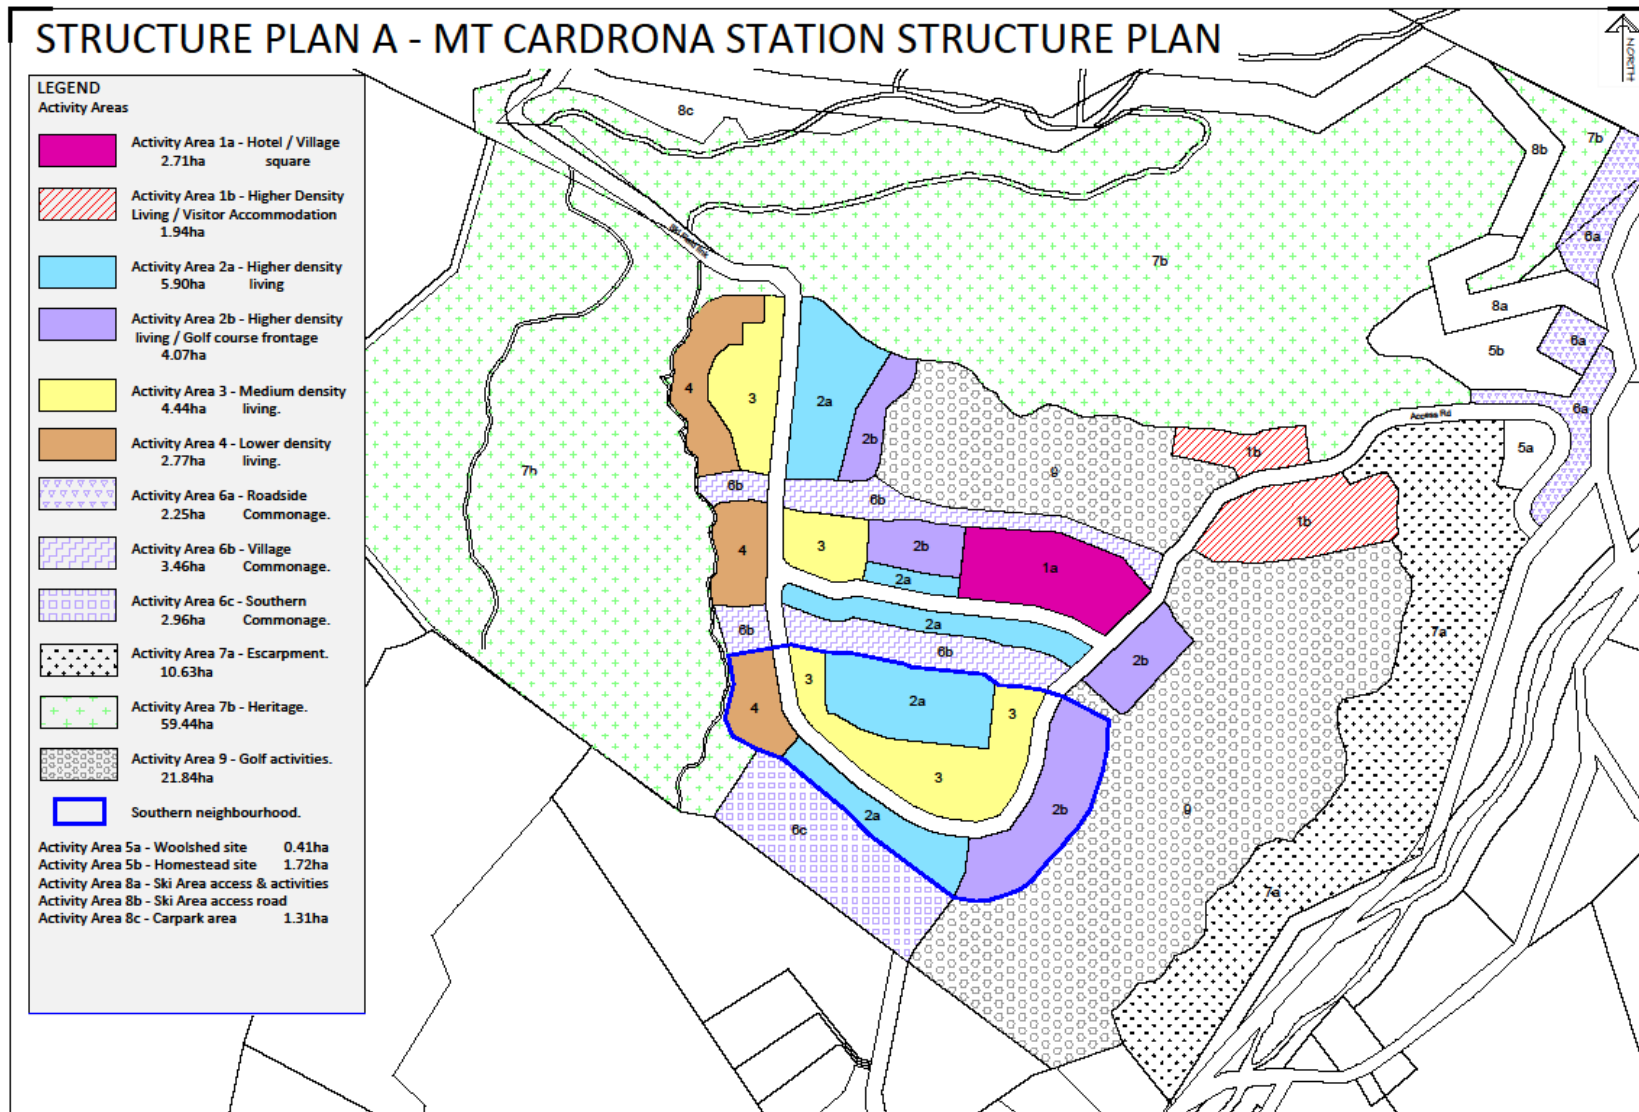 STRUCTURE PLAN A - MT CARDRONA STATION STRUCTURE PLAN
NORTH
LEGEND
Activity Areas
Activity Area 1a - Hotel / Village
2.71ha square
Activity Area 1b - Higher Density
Living / Visitor Accommodation
1.94ha
Activity Area 2a - Higher density
5.90ha living
Activity Area 2b - Higher density
living / Golf course frontage
4.07ha
Activity Area 3 - Medium density
4.44ha living.
Activity Area 4 - Lower density
2.77ha living.
Activity Area 6a - Roadside
2.25ha Commonage.
Activity Area 6b - Village
3.46ha Commonage.
Activity Area 6c - Southern
2.96ha Commonage.
Activity Area 7a - Escarpment.
10.63ha
Activity Area 7b - Heritage.
59.44ha
Activity Area 9 - Golf activities.
21.84ha
Southern neighbourhood.
Activity Area 5a - Woolshed site 0.41ha
Activity Area 5b - Homestead site 1.72ha
Activity Area 8a - Ski Area access & activities
Activity Area 8b - Ski Area access road
Activity Area 8c - Carpark area 1.31ha
8c
7b
8b
6a
7b
8a
6a
5b
6a
Access Rd
5a
4
3
2a
2b
9
1b
7b
6b
6b
1b
4
3
2b
2a
1a
2a
6b
6b
2b
7a
4
3
2a
3
3
2a
2b
6c
9
7a